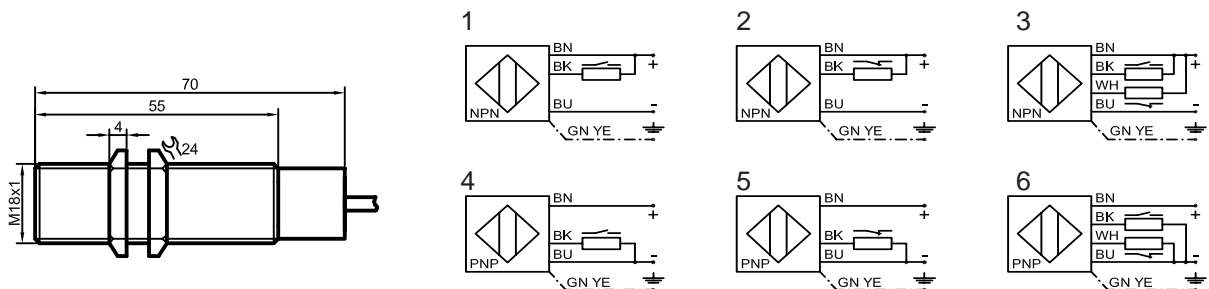 70
55
4
24
M18x1
1
BN
BK
+
BU
-
NPN
GN YE
2
BN
BK
+
BU
-
NPN
GN YE
3
BN
BK
+
WH
BU
-
NPN
GN YE
4
BN
+
BK
BU
-
PNP
GN YE
5
BN
+
BK
BU
-
PNP
GN YE
6
BN
BK
+
WH
BU
-
PNP
GN YE